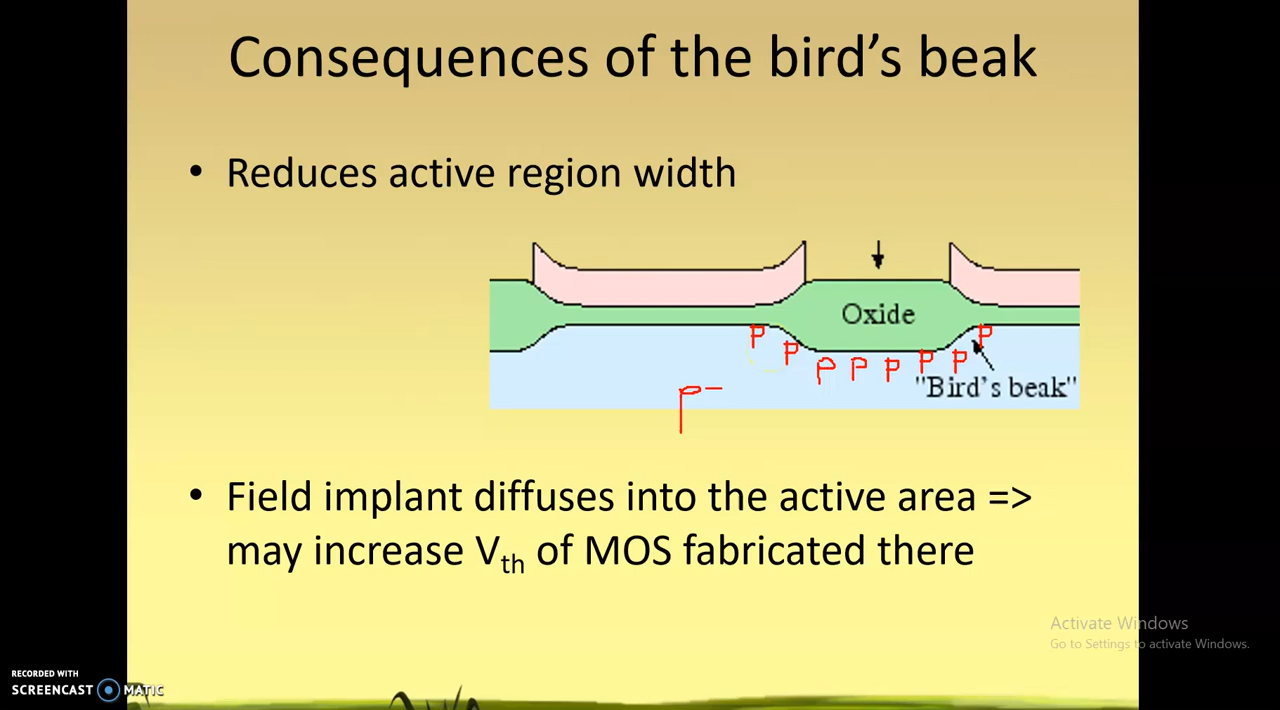 Consequences of the bird's beak
• Reduces active region width
Oxide
P P P P P P P P
"Bird's beak"
P-
• Field implant diffuses into the active area =>
may increase Vth of MOS fabricated there
Activate Windows
Go to Settings to activate Windows.
RECORDED WITH
SCREENCAST MATIC